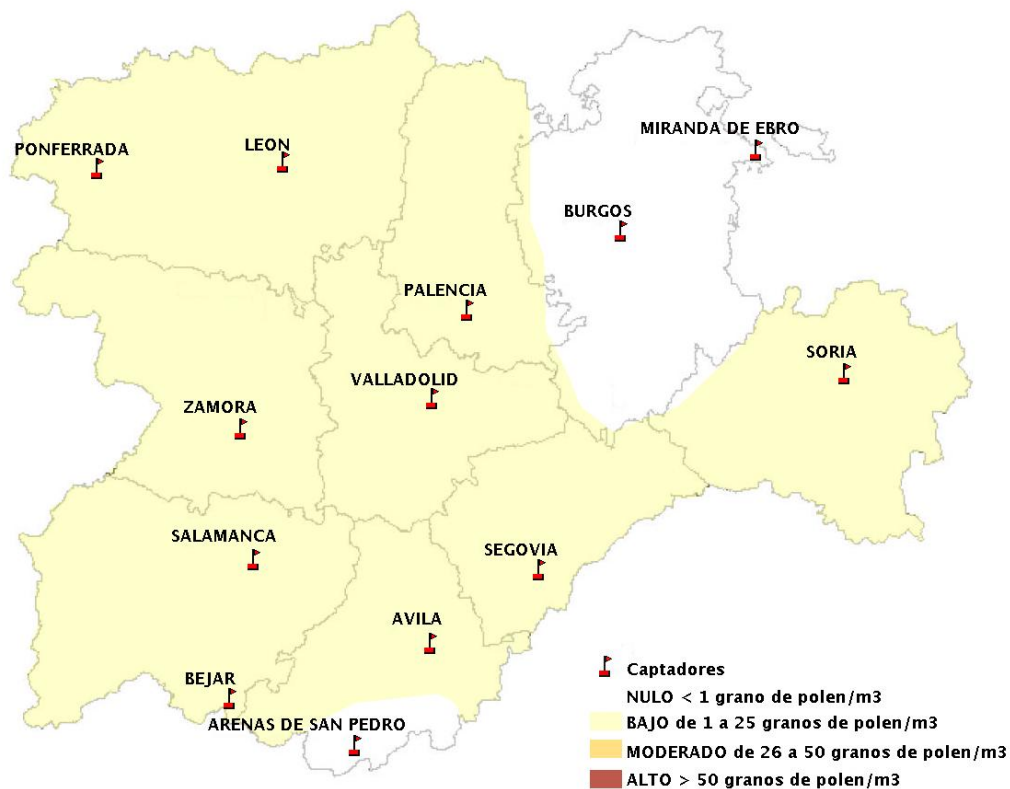 MIRANDA DE EBRO
PONFERRADA
LEON
BURGOS
PALENCIA
SORIA
VALLADOLID
ZAMORA
SALAMANCA
SEGOVIA
AVILA
BEJAR
ARENAS DE SAN PEDRO
Captadores
NULO < 1 grano de polen/m3
BAJO de 1 a 25 granos de polen/m3
MODERADO de 26 a 50 granos de polen/m3
ALTO > 50 granos de polen/m3